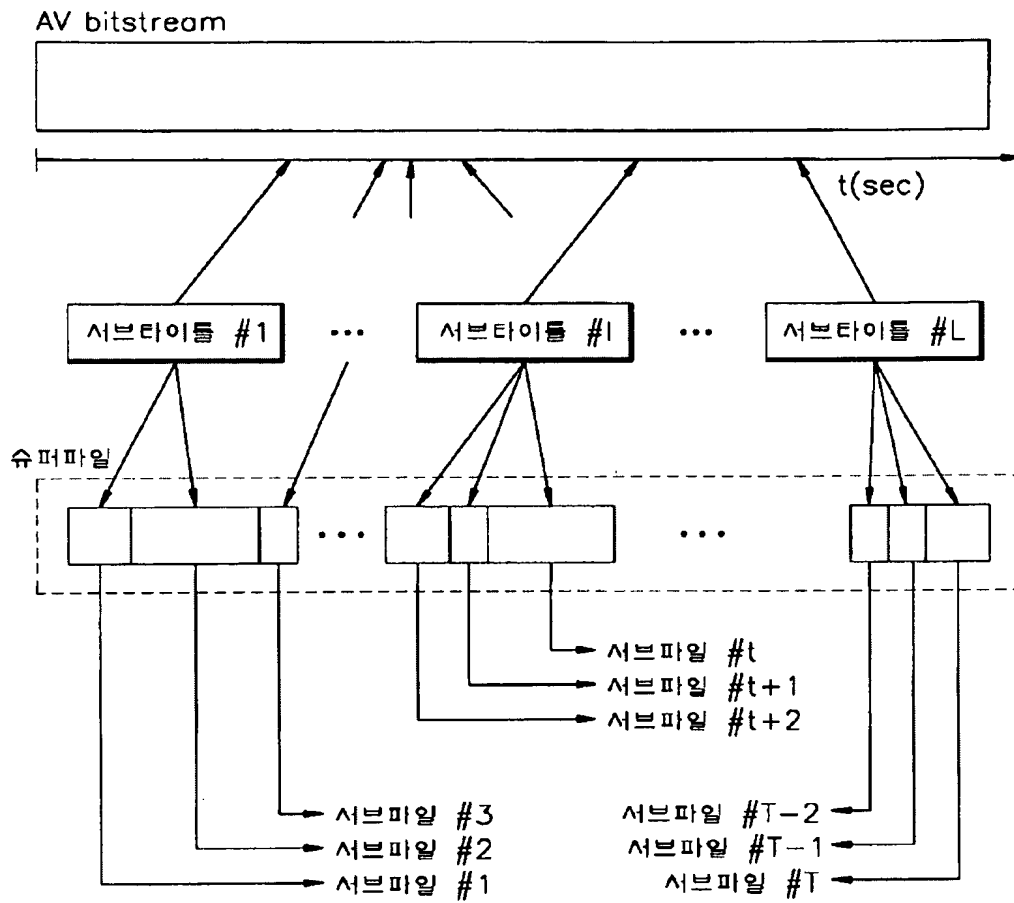 AV bitstream
t(sec)
서브타이틀 #1 ... 서브타이틀 #I ... 서브타이틀 #L
슈퍼파일
... ...
서브파일 #t
서브파일 #t+1
서브파일 #t+2
서브파일 #3
서브파일 #2
서브파일 #1
서브파일 #T-2
서브파일 #T-1
서브파일 #T